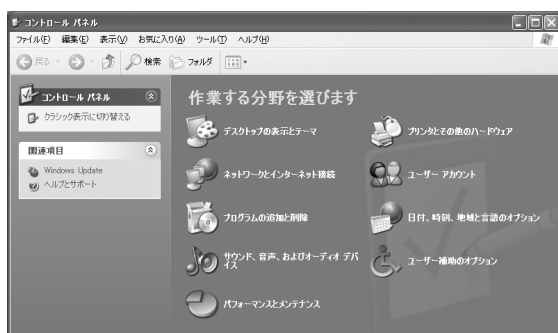 コントロール パネル
ファイル(F) 編集(E) 表示(V) お気に入り(A) ツール(T) ヘルプ(H)
戻る 検索 フォルダ
コントロール パネル
クラシック表示に切り替える
関連項目
Windows Update
ヘルプとサポート
作業する分野を選びます
デスクトップの表示とテーマ
プリンタとその他のハードウェア
ネットワークとインターネット接続
ユーザー アカウント
プログラムの追加と削除
日付、時刻、地域と言語のオプション
サウンド、音声、およびオーディオ デバ
イス
ユーザー補助のオプション
パフォーマンスとメンテナンス